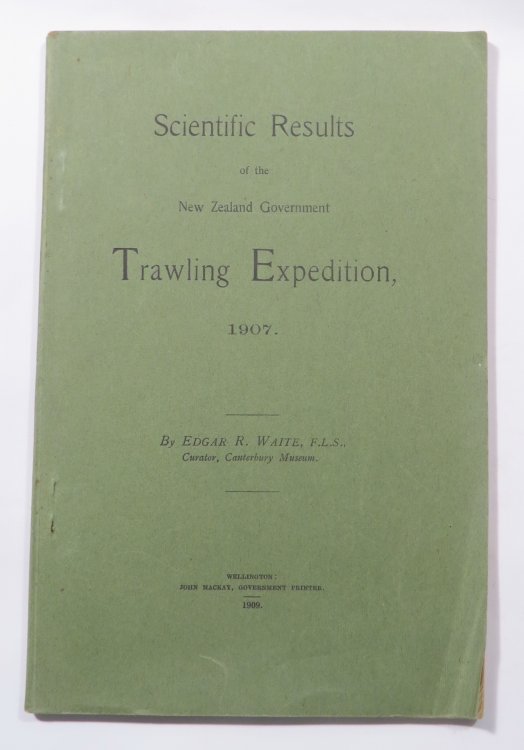 Scientific Results
of the
New Zealand Government
Trawling Expedition,
1907.
By EDGAR R. WAITE, F.L.S.,
Curator, Canterbury Museum.
WELLINGTON:
JOHN MACKAY, GOVERNMENT PRINTER.
1909.